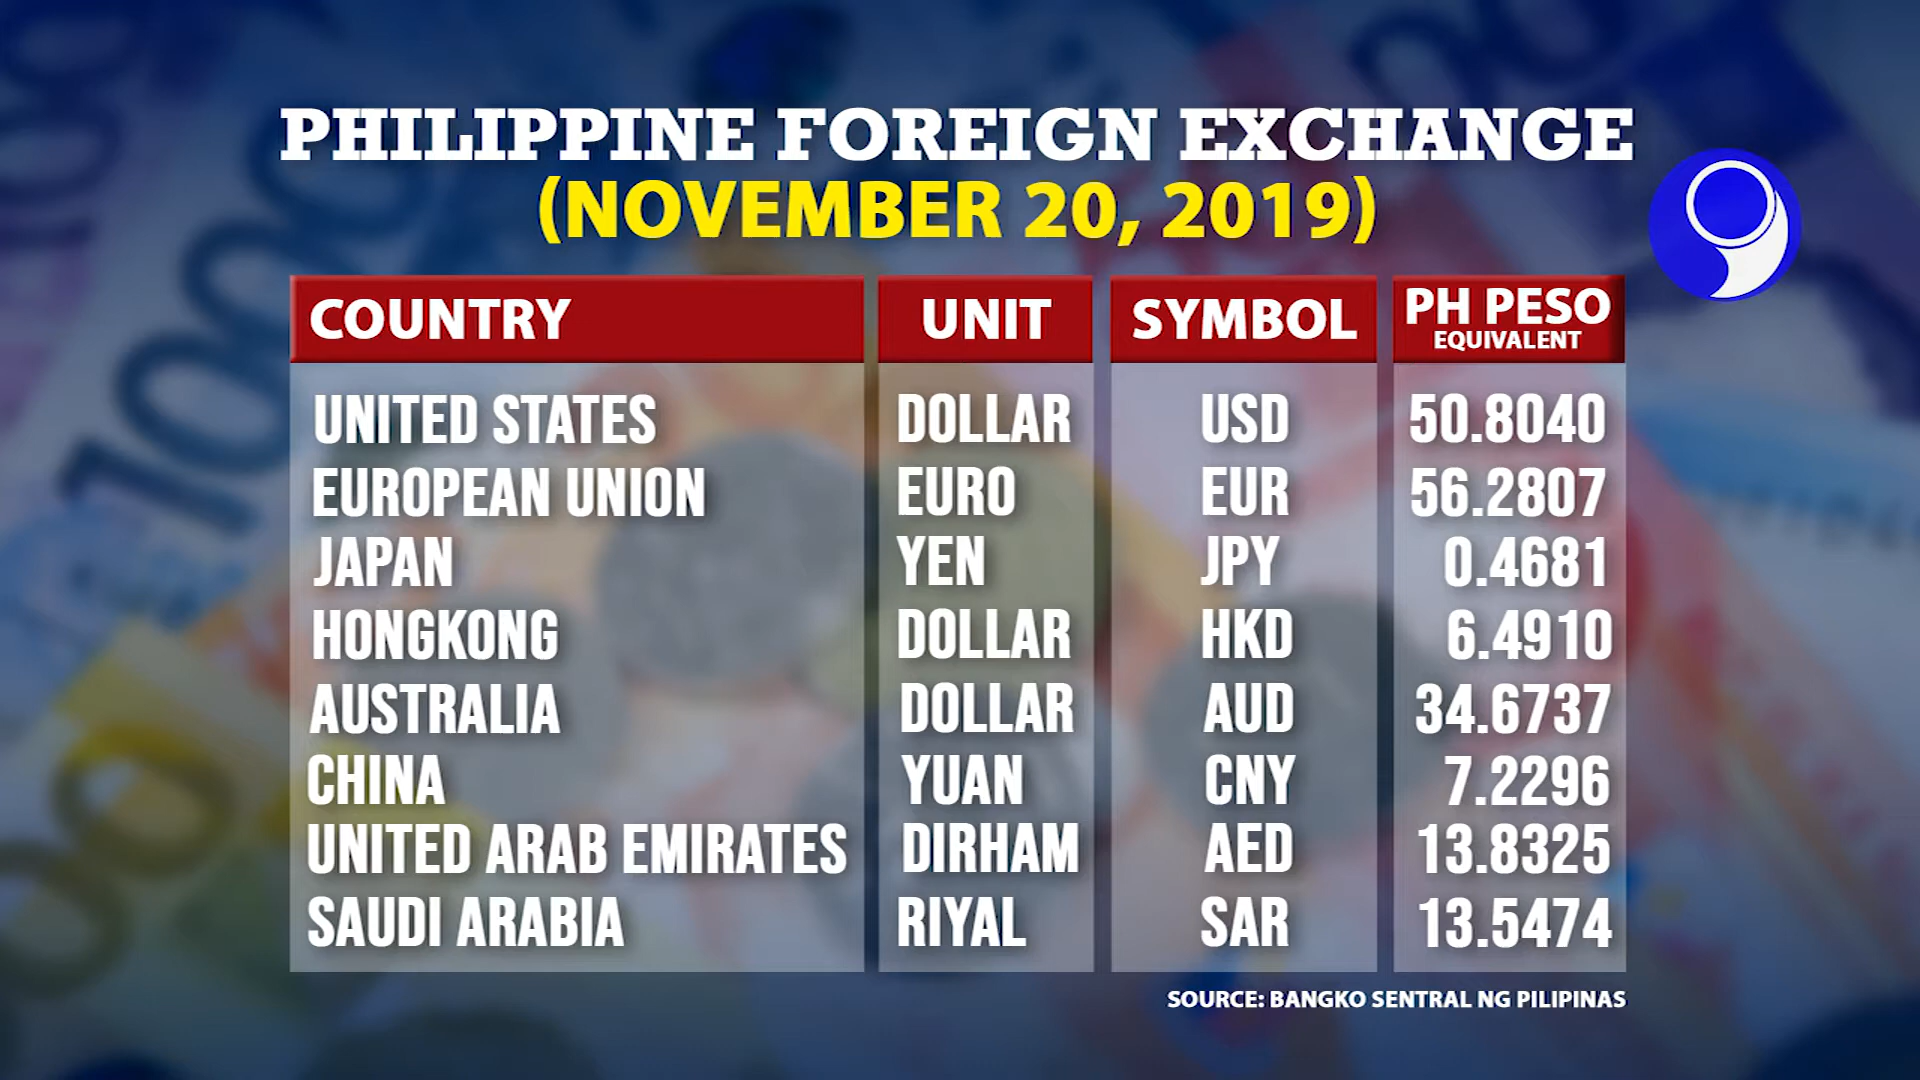 PHILIPPINE FOREIGN EXCHANGE
(NOVEMBER 20, 2019)
COUNTRY UNIT SYMBOL PH PESO EQUIVALENT
UNITED STATES DOLLAR USD 50.8040
EUROPEAN UNION EURO EUR 56.2807
JAPAN YEN JPY 0.4681
HONGKONG DOLLAR HKD 6.4910
AUSTRALIA DOLLAR AUD 34.6737
CHINA YUAN CNY 7.2296
UNITED ARAB EMIRATES DIRHAM AED 13.8325
SAUDI ARABIA RIYAL SAR 13.5474
SOURCE: BANGKO SENTRAL NG PILIPINAS